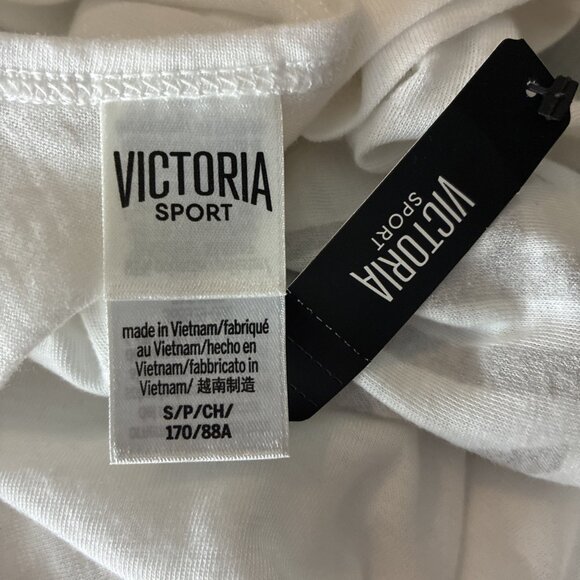 VICTORIA
SPORT
made in Vietnam/fabriqué
au Vietnam/hecho en
Vietnam/fabbricato in
Vietnam/ 越南制造
S/P/CH/
170/88A
VICTORIA
SPORT